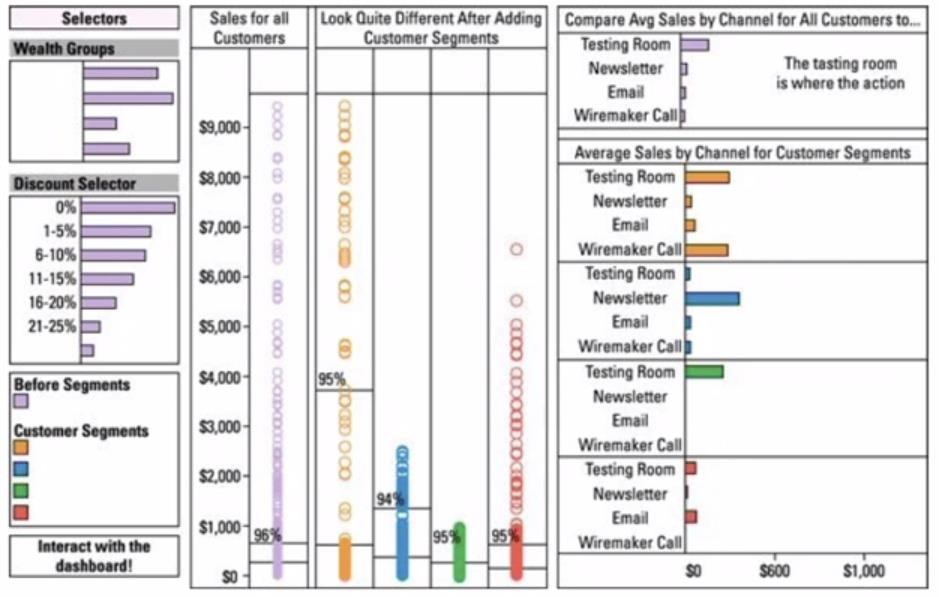 Selectors
Wealth Groups
Discount Selector
0%
1-5%
6-10%
11-15%
16-20%
21-25%
Before Segments
Customer Segments
Interact with the
dashboard!
Sales for all
Customers
Look Quite Different After Adding
Customer Segments
$9,000
$8,000
$7,000
$6,000
$5,000
$4,000
$3,000
$2,000
$1,000
$0
96%
95%
94%
95%
95%
Compare Avg Sales by Channel for All Customers to...
Testing Room
Newsletter
Email
Wiremaker Call
The tasting room
is where the action
Average Sales by Channel for Customer Segments
Testing Room
Newsletter
Email
Wiremaker Call
Testing Room
Newsletter
Email
Wiremaker Call
Testing Room
Newsletter
Email
Wiremaker Call
Testing Room
Newsletter
Email
Wiremaker Call
$0
$600
$1,000